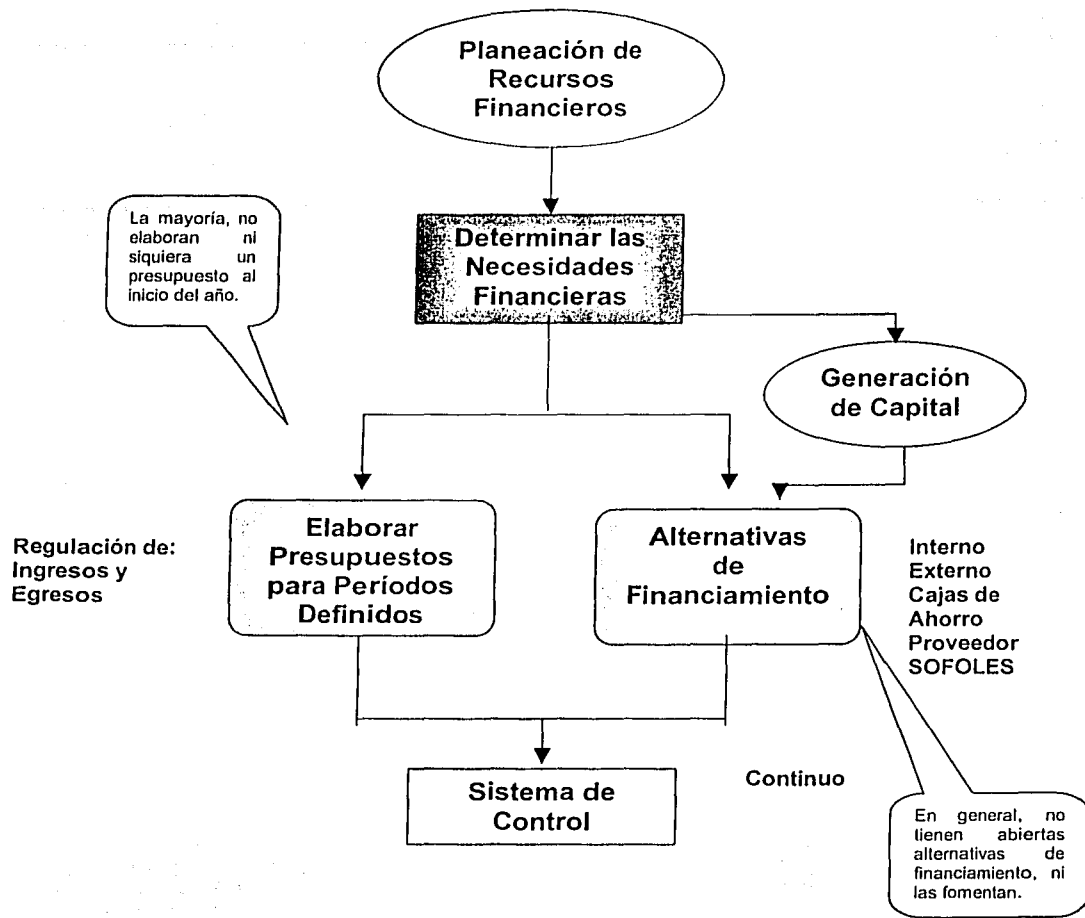 Planeación de
Recursos
Financieros
La mayoría, no
elaboran ni
siquiera un
presupuesto al
inicio del año.
Determinar las
Necesidades
Financieras
Generación
de Capital
Regulación de:
Ingresos y
Egresos
Elaborar
Presupuestos
para Períodos
Definidos
Alternativas
de
Financiamiento
Interno
Externo
Cajas de
Ahorro
Proveedor
SOFOLES
Sistema de
Control
Continuo
En general, no
tienen abiertas
alternativas de
financiamiento, ni
las fomentan.